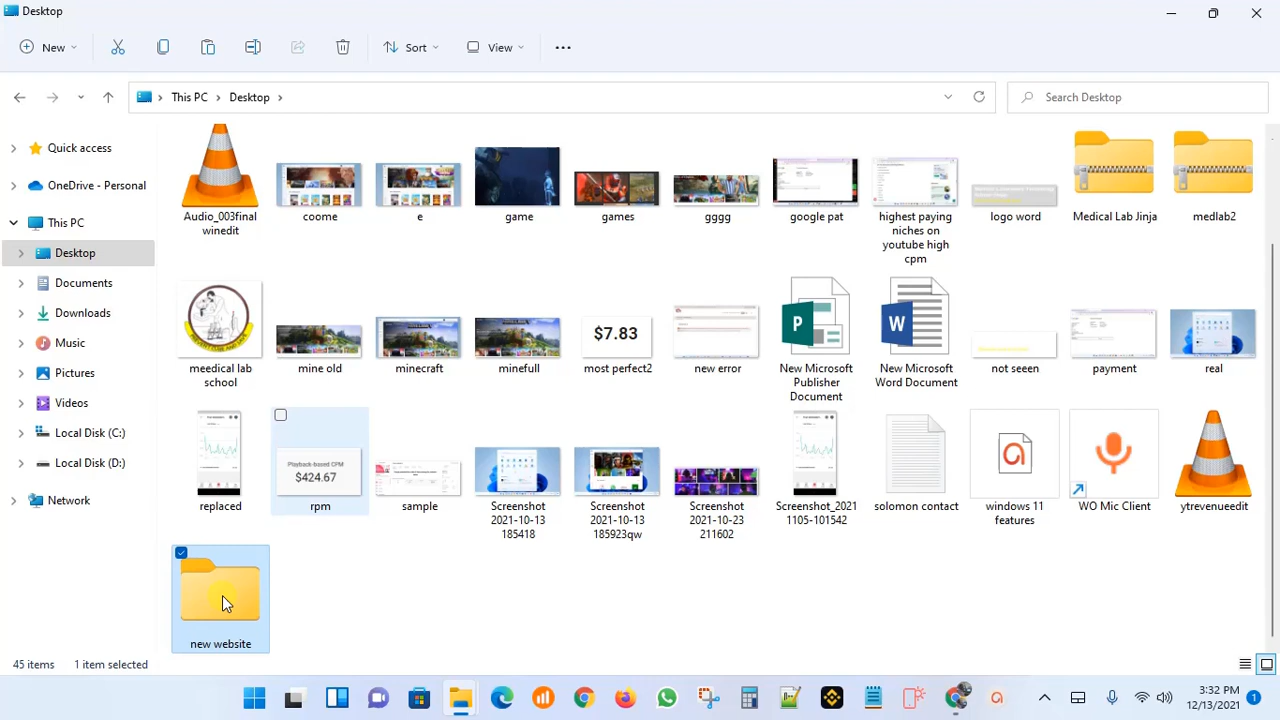 Desktop
New
Sort
View
This PC
Desktop
Search Desktop
Quick access
OneDrive - Personal
This PC
Desktop
Documents
Downloads
Music
Pictures
Videos
Local Disk (C:)
Local Disk (D:)
Network
Audio_003final
winedit
coome
e
game
games
gggg
google pat
highest paying
niches on
youtube high
cpm
logo word
Medical Lab Jinja
medlab2
$7.83
meedical lab
school
mine old
minecraft
minefull
most perfect2
new error
New Microsoft
Publisher
Document
New Microsoft
Word Document
not seeen
payment
real
Playback-based CPM
$424.67
replaced
rpm
sample
Screenshot
2021-10-13
185418
Screenshot
2021-10-13
185923qw
Screenshot
2021-10-23
211602
Screenshot_2021
1105-101542
solomon contact
windows 11
features
WO Mic Client
ytrevenueedit
new website
45 items
1 item selected
3:32 PM
12/13/2021
1